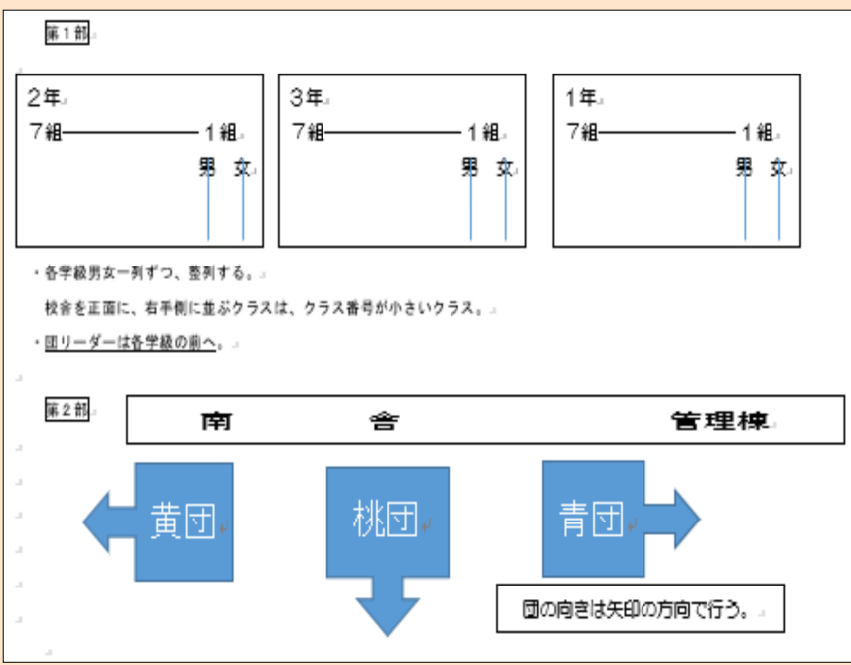 第1部
2年
7組―――1組
男 女
3年
7組―――1組
男 女
1年
7組―――1組
男 女
・各学級男女一列ずつ、整列する。
校舎を正面に、右手側に並ぶクラスは、クラス番号が小さいクラス。
・団リーダーは各学級の前へ。
第2部
南 舎 管理棟
黄団
桃団
青団
団の向きは矢印の方向で行う。